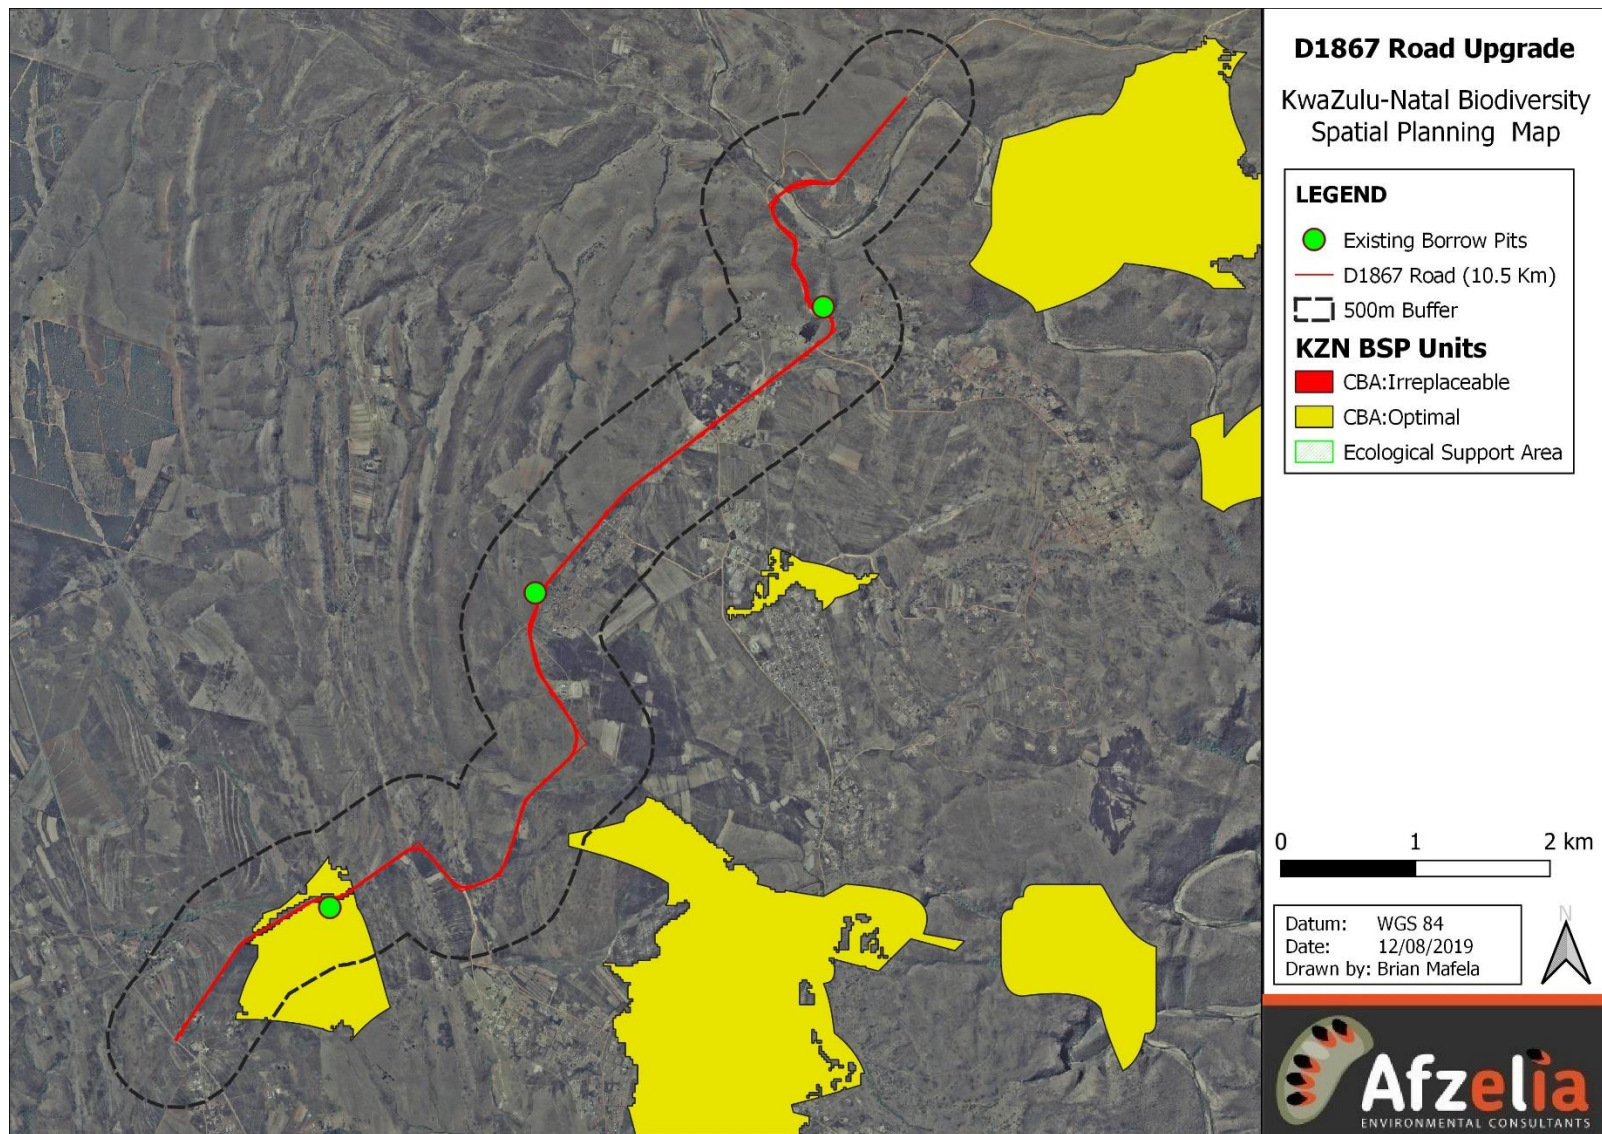 D1867 Road Upgrade
KwaZulu-Natal Biodiversity
Spatial Planning Map
LEGEND
Existing Borrow Pits
D1867 Road (10.5 Km)
500m Buffer
KZN BSP Units
CBA:Irreplaceable
CBA:Optimal
Ecological Support Area
0 1 2 km
Datum: WGS 84
Date: 12/08/2019
Drawn by: Brian Mafela
N
Afzelia
ENVIRONMENTAL CONSULTANTS